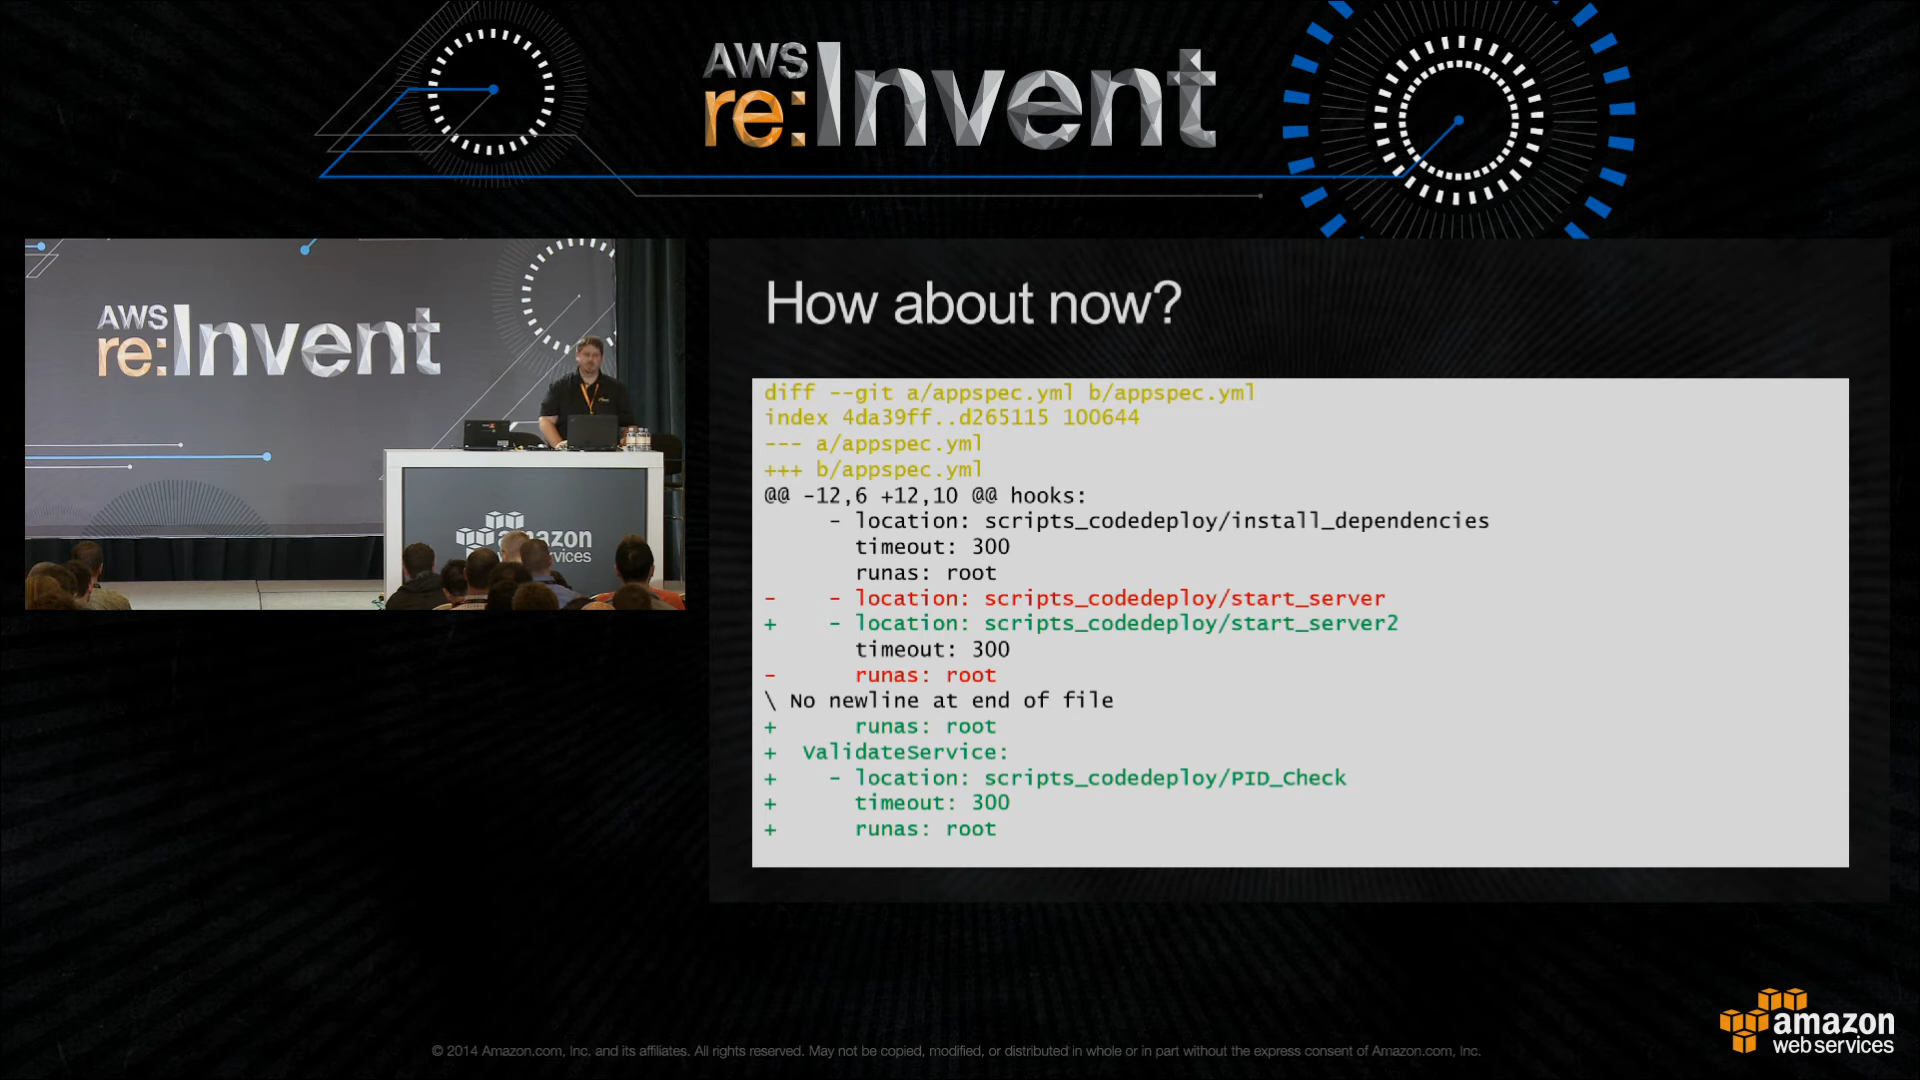 AWS
re:Invent
AWS
re:Invent
amazon
How about now?
diff --git a/appspec.yml b/appspec.yml
index 4da39ff..d265115 100644
--- a/appspec.yml
+++ b/appspec.yml
@@ -12,6 +12,10 @@ hooks:
     - location: scripts_codedeploy/install_dependencies
       timeout: 300
       runas: root
-    - location: scripts_codedeploy/start_server
+    - location: scripts_codedeploy/start_server2
       timeout: 300
-      runas: root
\ No newline at end of file
+      runas: root
+  ValidateService:
+    - location: scripts_codedeploy/PID_Check
+      timeout: 300
+      runas: root
amazon
web services
© 2014 Amazon.com, Inc. and its affiliates. All rights reserved. May not be copied, modified, or distributed in whole or in part without the express consent of Amazon.com, Inc.